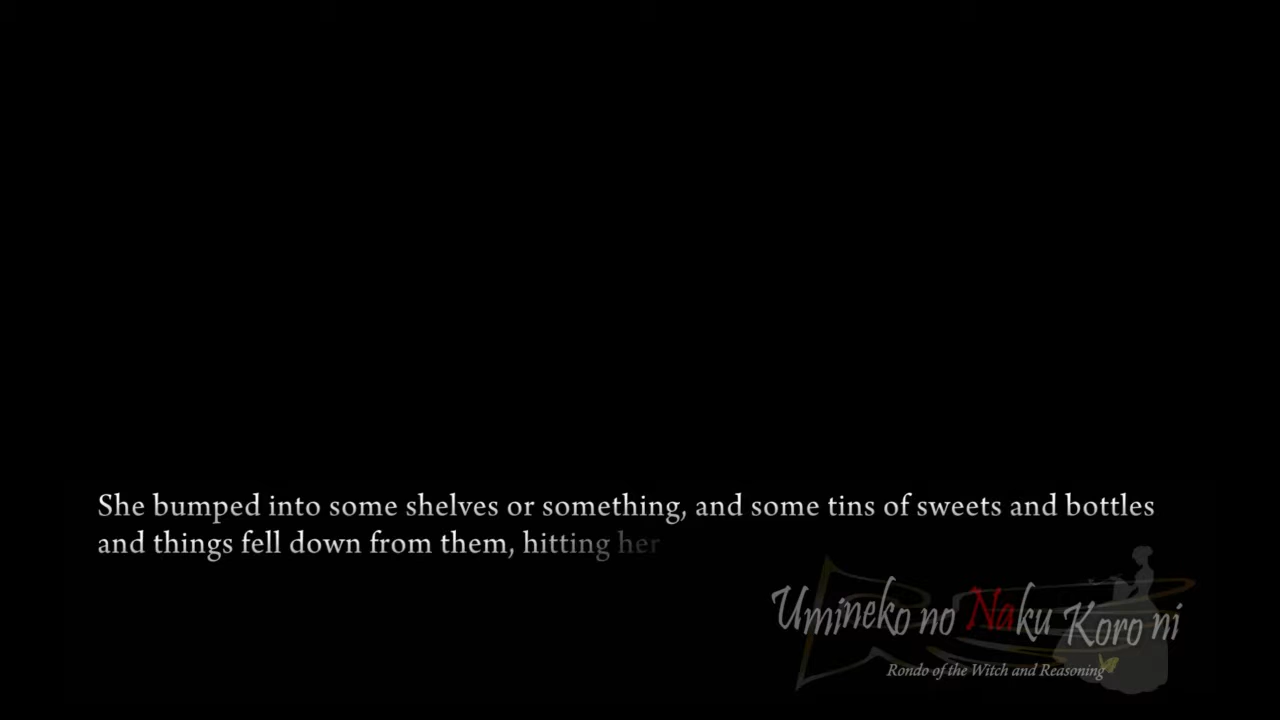 She bumped into some shelves or something, and some tins of sweets and bottles
and things fell down from them, hitting her
Umineko no Naku Koro ni
Rondo of the Witch and Reasoning